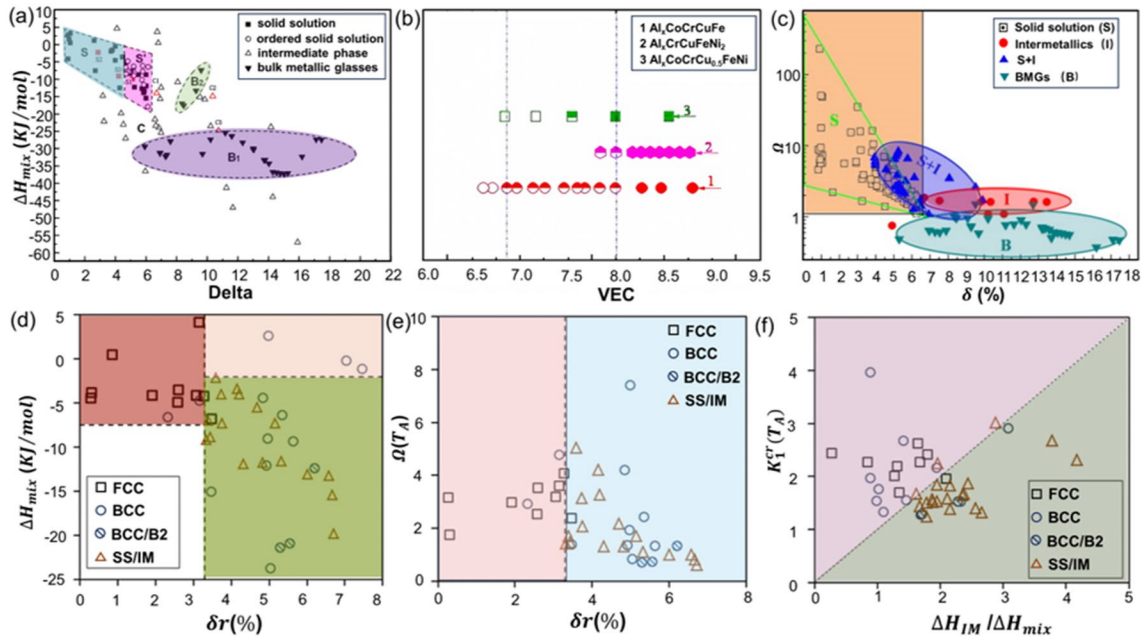 (a)
5
0
-5
-10
-15
-20
-25
-30
-35
-40
-45
-50
-55
-60
ΔH_mix (KJ/mol)
solid solution
ordered solid solution
intermediate phase
bulk metallic glasses
S
S'
B₂
C
B₁
0 2 4 6 8 10 12 14 16 18 20 22
Delta
(b)
1 AlₓCoCrCuFe
2 AlₓCrCuFeNi₂
3 AlₓCoCrCu₀.₅FeNi
3
2
1
6.0 6.5 7.0 7.5 8.0 8.5 9.0 9.5
VEC
(c)
100
10
1
Ω
Solid solution (S)
Intermetallics (I)
S+I
BMGs (B)
S
S+I
I
B
0 1 2 3 4 5 6 7 8 9 10 11 12 13 14 15 16 17 18
δ (%)
(d)
5
0
-5
-10
-15
-20
-25
ΔH_mix (KJ/mol)
FCC
BCC
BCC/B2
SS/IM
0 1 2 3 4 5 6 7 8
δr(%)
(e)
10
8
6
4
2
0
Ω(T_A)
FCC
BCC
BCC/B2
SS/IM
0 2 4 6 8
δr(%)
(f)
5
4
3
2
1
0
K₁ᶜʳ(T_A)
FCC
BCC
BCC/B2
SS/IM
0 1 2 3 4 5
ΔH_IM/ΔH_mix